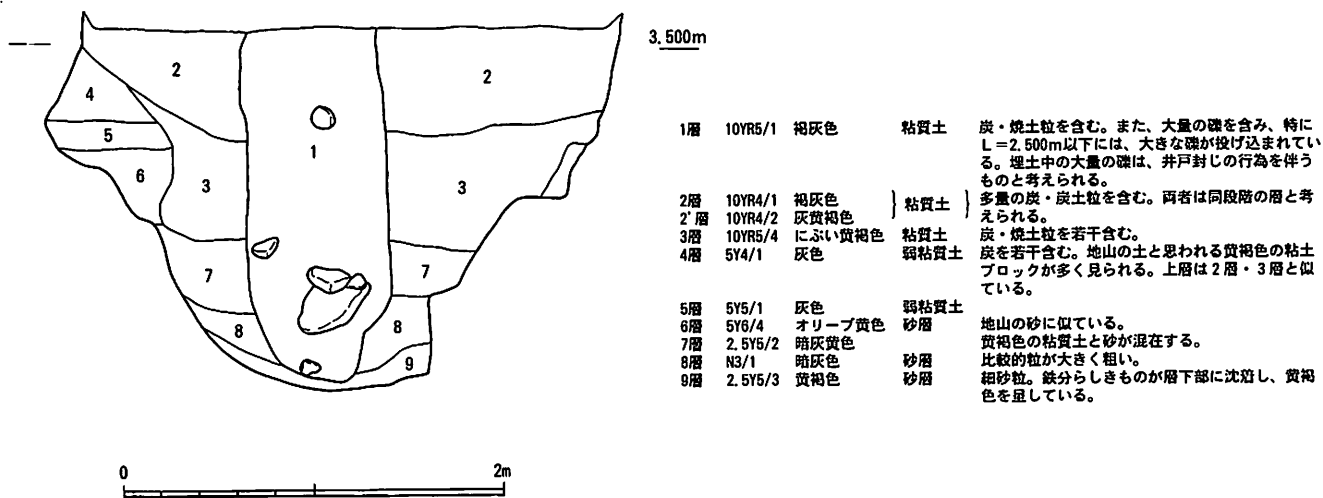 3.500m
2
2
4
5
1
6
3
3
7
7
8
8
9
0
2m
1層 10YR5/1 褐灰色 粘質土 炭・焼土粒を含む。また、大量の礫を含み、特に
L=2.500m以下には、大きな礫が投げ込まれてい
る。埋土中の大量の礫は、井戸封じの行為を伴う
ものと考えられる。
2層 10YR4/1 褐灰色 } 粘質土 } 多量の炭・炭土粒を含む。両者は同段階の層と考
2'層 10YR4/2 灰黄褐色 えられる。
3層 10YR5/4 にぶい黄褐色 粘質土 炭・焼土粒を若干含む。
4層 5Y4/1 灰色 弱粘質土 炭を若干含む。地山の土と思われる黄褐色の粘土
ブロックが多く見られる。上層は2層・3層と似
ている。
5層 5Y5/1 灰色 弱粘質土
6層 5Y6/4 オリーブ黄色 砂層 地山の砂に似ている。
7層 2.5Y5/2 暗灰黄色 黄褐色の粘質土と砂が混在する。
8層 N3/1 暗灰色 砂層 比較的粒が大きく粗い。
9層 2.5Y5/3 黄褐色 砂層 細砂粒。鉄分らしきものが層下部に沈着し、黄褐
色を呈している。